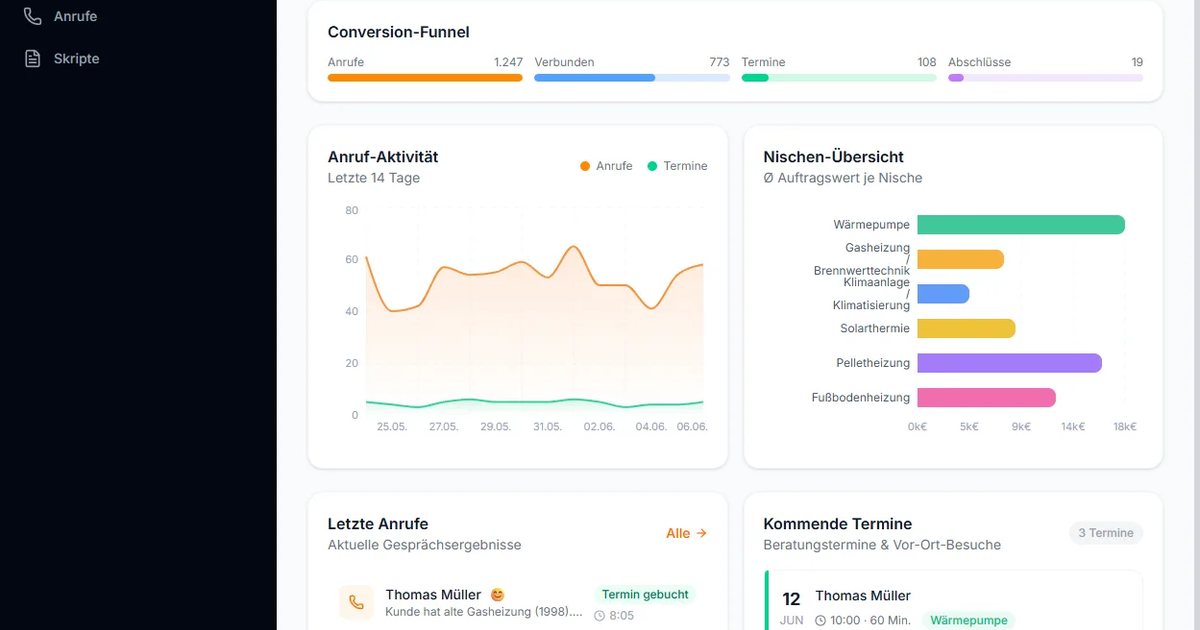 Anrufe
Skripte
Conversion-Funnel
Anrufe 1.247 Verbunden 773 Termine 108 Abschlüsse 19
Anruf-Aktivität
Letzte 14 Tage
Anrufe Termine
80
60
40
20
0
25.05. 27.05. 29.05. 31.05. 02.06. 04.06. 06.06.
Nischen-Übersicht
Ø Auftragswert je Nische
Wärmepumpe
Gasheizung
/
Brennwerttechnik
Klimaanlage
/
Klimatisierung
Solarthermie
Pelletheizung
Fußbodenheizung
0k€ 5k€ 9k€ 14k€ 18k€
Letzte Anrufe
Aktuelle Gesprächsergebnisse
Alle →
Thomas Müller 😊
Termin gebucht
Kunde hat alte Gasheizung (1998)....
8:05
Kommende Termine
Beratungstermine & Vor-Ort-Besuche
3 Termine
12
JUN
Thomas Müller
10:00 · 60 Min. Wärmepumpe